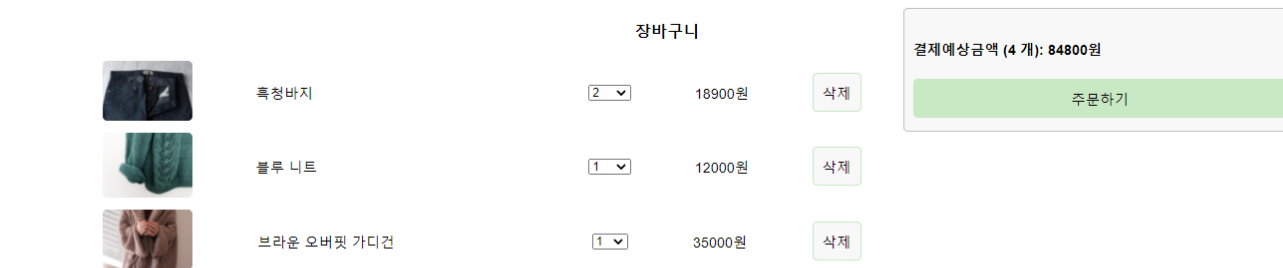 장바구니
흑청바지 2 18900원 삭제
블루 니트 1 12000원 삭제
브라운 오버핏 가디건 1 35000원 삭제
결제예상금액 (4 개): 84800원
주문하기